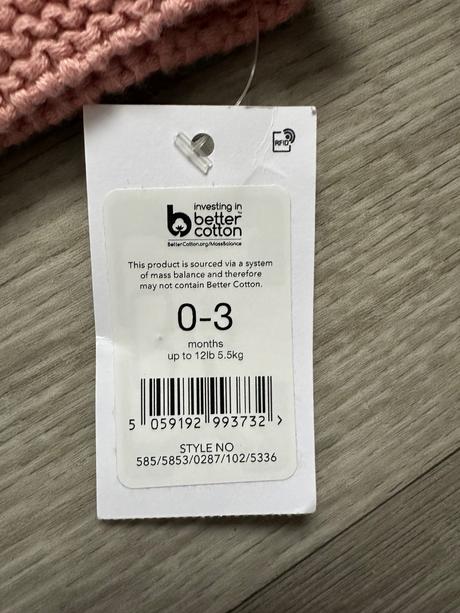 RFID
investing in
better
cotton
BetterCotton.org/MassBalance
This product is sourced via a system
of mass balance and therefore
may not contain Better Cotton.
0-3
months
up to 12lb 5.5kg
5 059192 993732 >
STYLE NO
585/5853/0287/102/5336